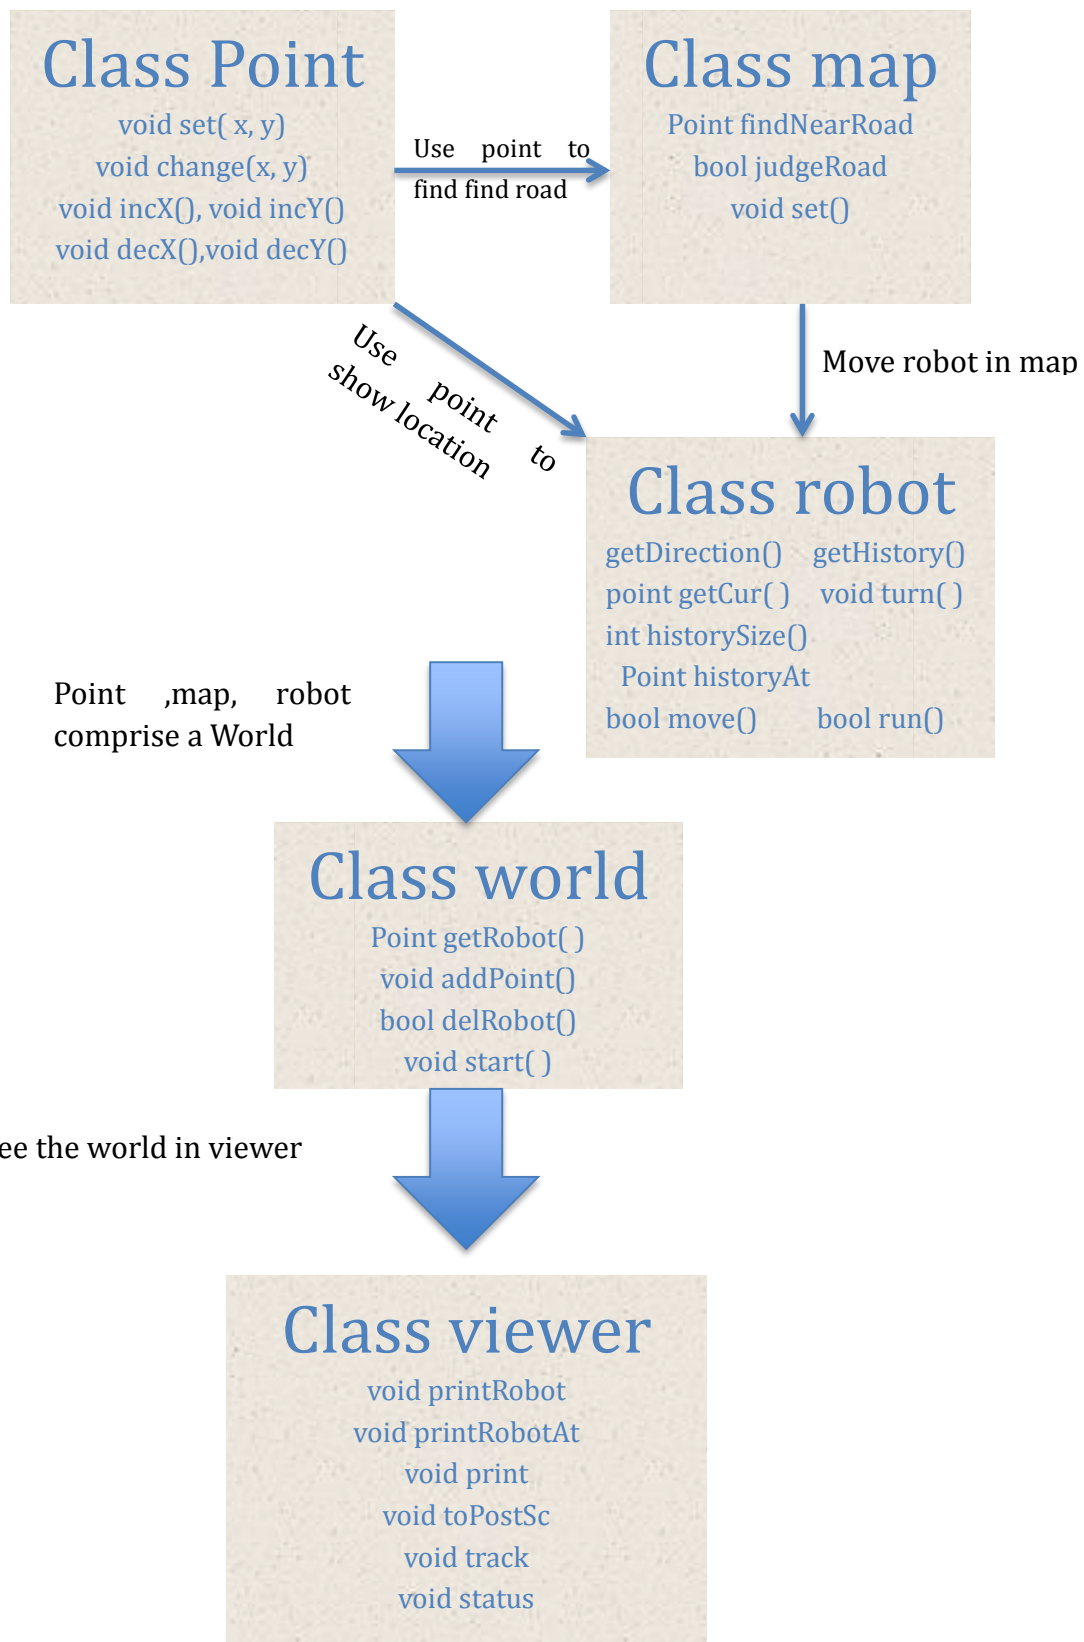 Class Point
void set( x, y)
void change(x, y)
void incX(), void incY()
void decX(),void decY()
Use point to
find find road
Class map
Point findNearRoad
bool judgeRoad
void set()
Use point to
show location
Move robot in map
Class robot
getDirection() getHistory()
point getCur( ) void turn( )
int historySize()
Point historyAt
bool move() bool run()
Point ,map, robot
comprise a World
Class world
Point getRobot( )
void addPoint()
bool delRobot()
void start( )
ee the world in viewer
Class viewer
void printRobot
void printRobotAt
void print
void toPostSc
void track
void status